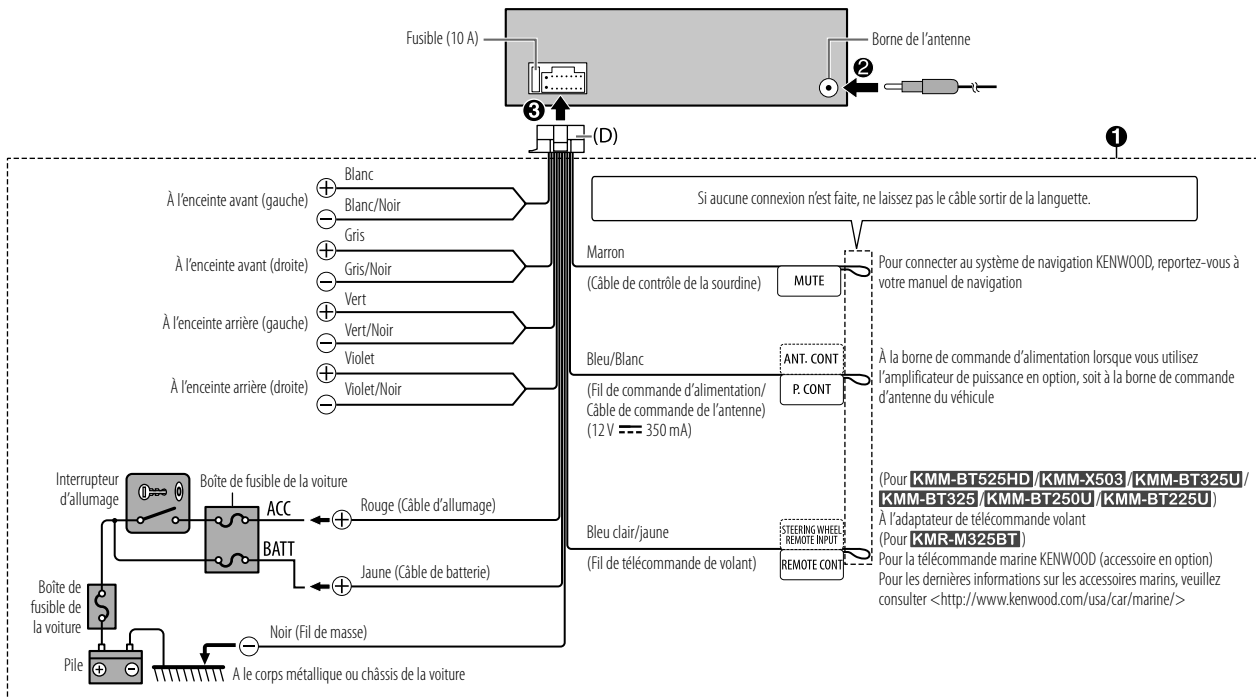 Fusible (10 A)
Borne de l'antenne
❷
❸
(D)
❶
Blanc
À l'enceinte avant (gauche)
Blanc/Noir
Gris
À l'enceinte avant (droite)
Gris/Noir
Vert
À l'enceinte arrière (gauche)
Vert/Noir
Violet
À l'enceinte arrière (droite)
Violet/Noir
Si aucune connexion n'est faite, ne laissez pas le câble sortir de la languette.
Marron
(Câble de contrôle de la sourdine)
MUTE
Pour connecter au système de navigation KENWOOD, reportez-vous à
votre manuel de navigation
Bleu/Blanc
(Fil de commande d'alimentation/
Câble de commande de l'antenne)
(12 V ⎓ 350 mA)
ANT. CONT
P. CONT
À la borne de commande d'alimentation lorsque vous utilisez
l'amplificateur de puissance en option, soit à la borne de commande
d'antenne du véhicule
Interrupteur
d'allumage
Boîte de fusible de la voiture
ACC
Rouge (Câble d'allumage)
BATT
Jaune (Câble de batterie)
Boîte de
fusible de
la voiture
Noir (Fil de masse)
Pile
A le corps métallique ou châssis de la voiture
Bleu clair/jaune
(Fil de télécommande de volant)
STEERING WHEEL
REMOTE INPUT
REMOTE CONT
(Pour KMM-BT525HD / KMM-X503 / KMM-BT325U /
KMM-BT325 / KMM-BT250U / KMM-BT225U)
À l'adaptateur de télécommande volant
(Pour KMR-M325BT)
Pour la télécommande marine KENWOOD (accessoire en option)
Pour les dernières informations sur les accessoires marins, veuillez
consulter <http://www.kenwood.com/usa/car/marine/>